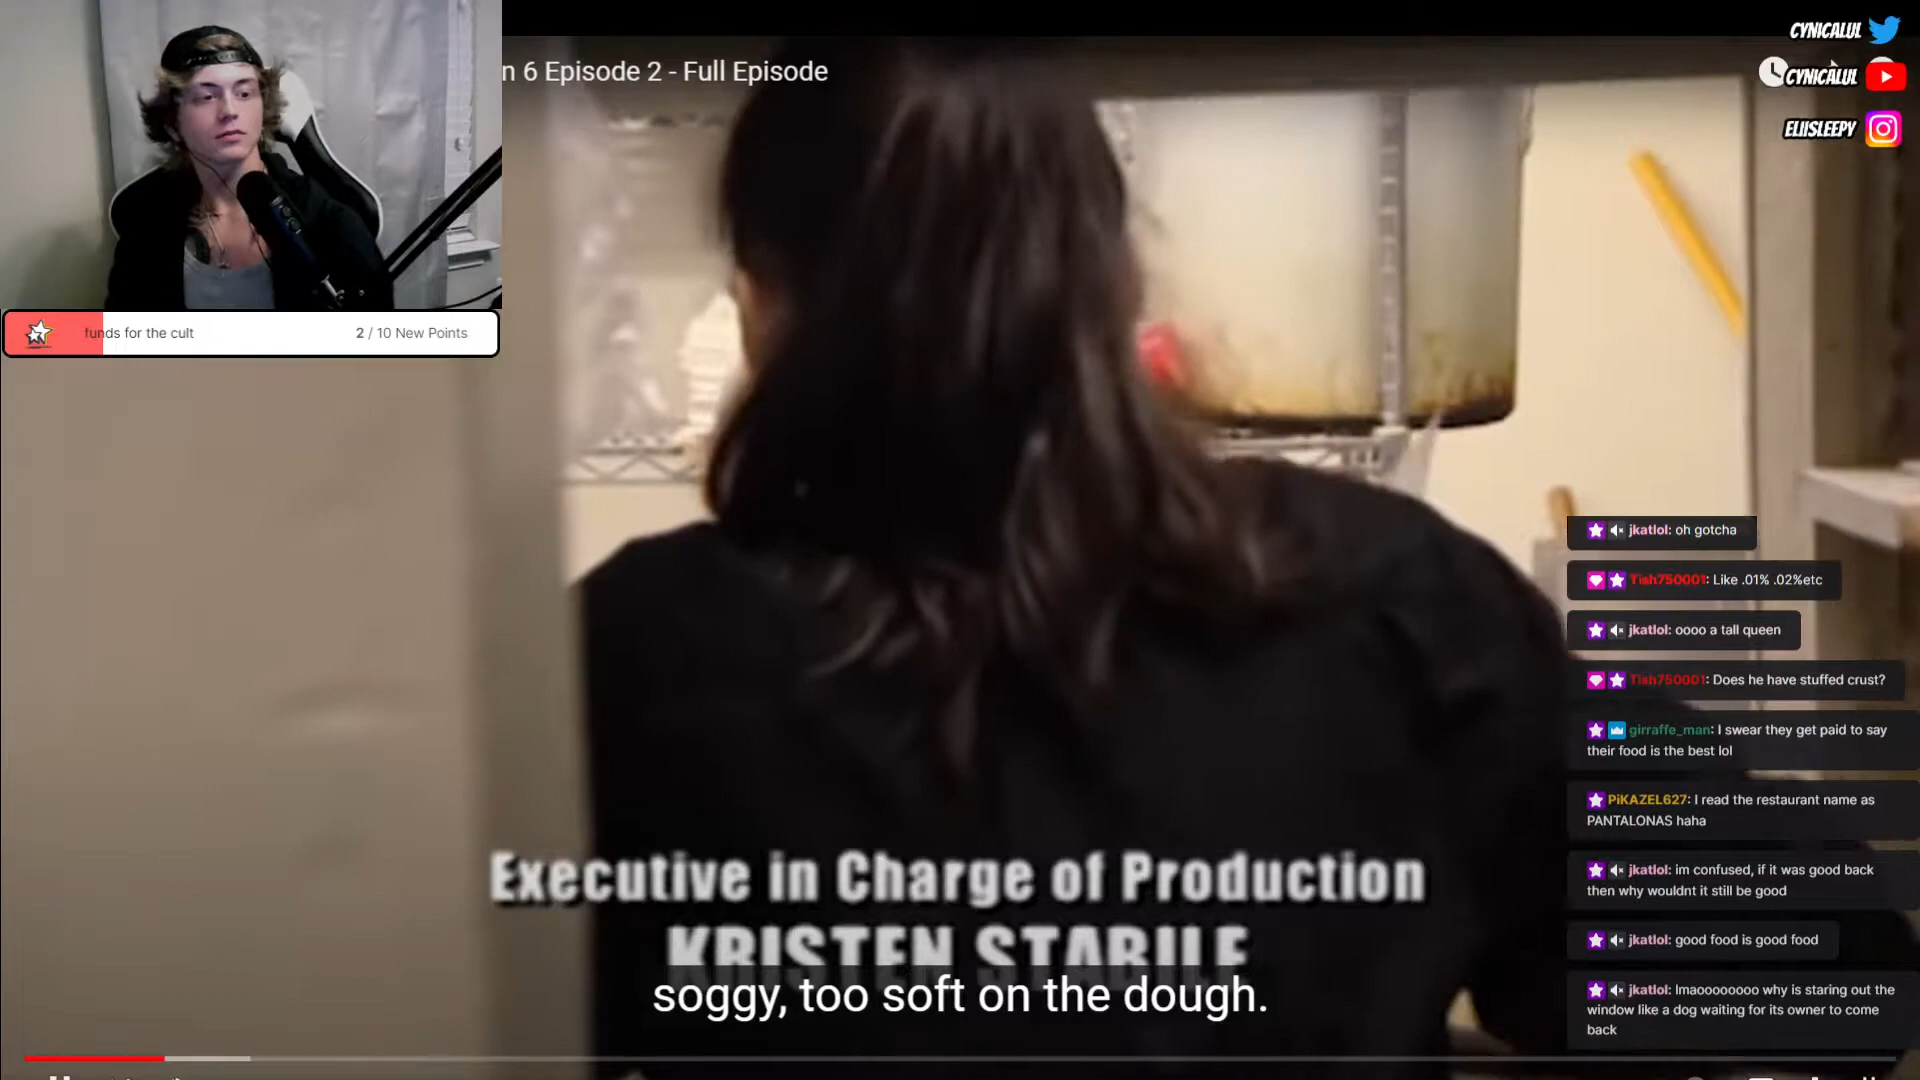 n 6 Episode 2 - Full Episode
CYNICALUL
CYNICALUL
ELIISLEEPY
funds for the cult
2 / 10 New Points
jkatlol: oh gotcha
Tish750001: Like .01% .02%etc
jkatlol: oooo a tall queen
Tish750001: Does he have stuffed crust?
girraffe_man: I swear they get paid to say
their food is the best lol
PiKAZEL627: I read the restaurant name as
PANTALONAS haha
jkatlol: im confused, if it was good back
then why wouldnt it still be good
jkatlol: good food is good food
jkatlol: lmaoooooooo why is staring out the
window like a dog waiting for its owner to come
back
Executive in Charge of Production
KRISTEN STABILE
soggy, too soft on the dough.